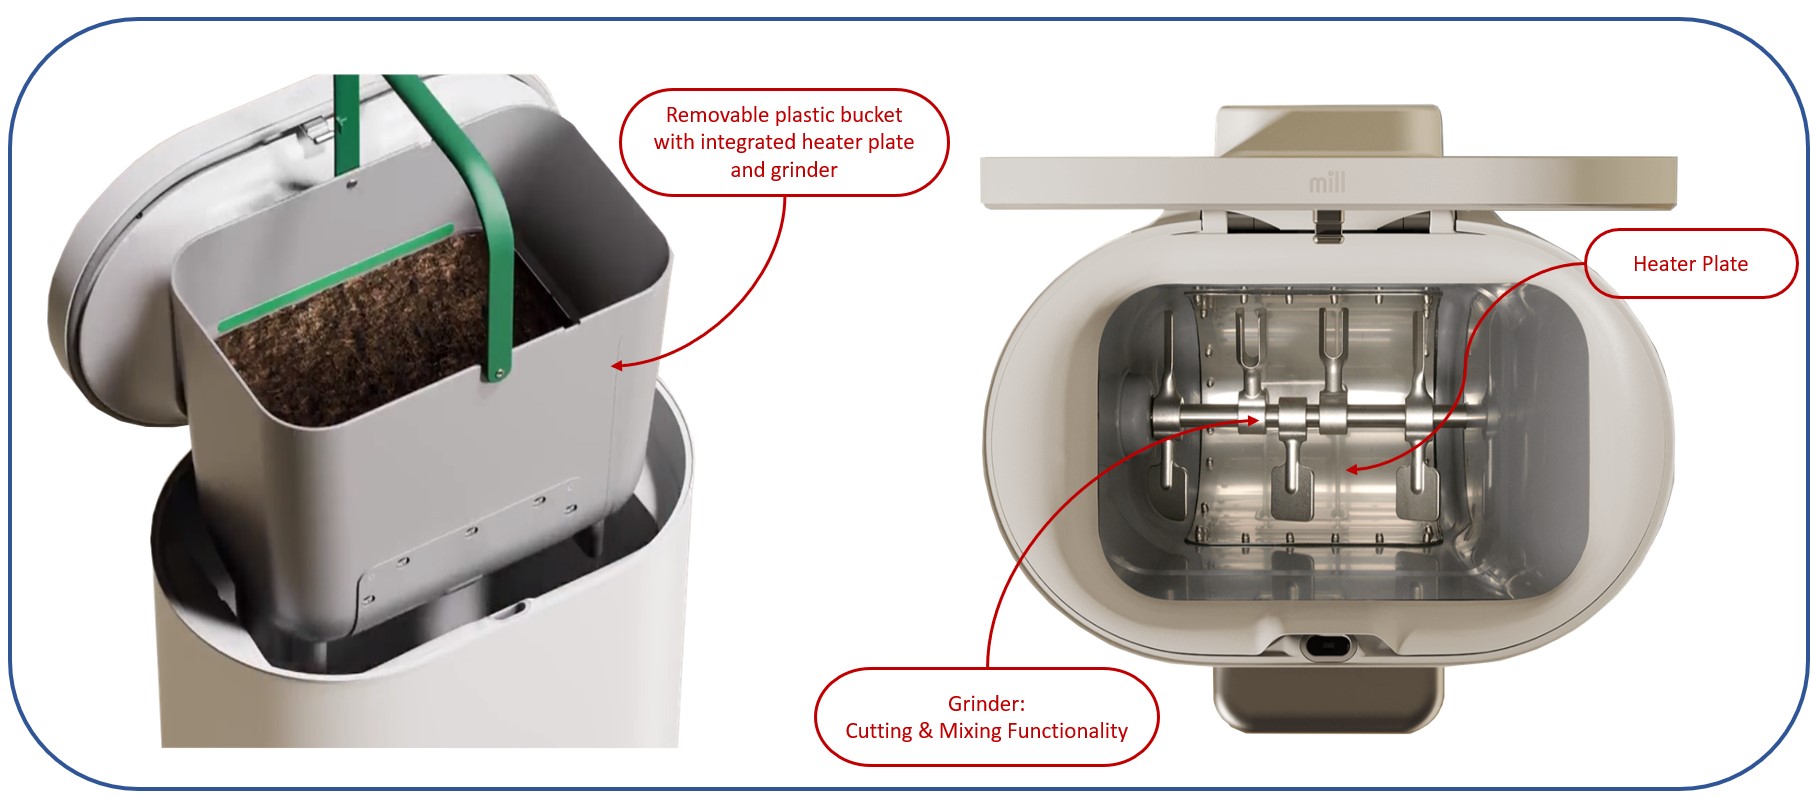 Removable plastic bucket
with integrated heater plate
and grinder
mill
Heater Plate
Grinder:
Cutting & Mixing Functionality